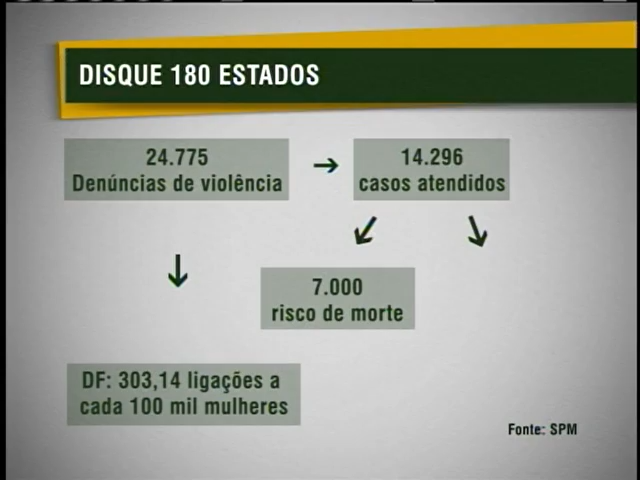 DISQUE 180 ESTADOS
24.775
Denúncias de violência
→
14.296
casos atendidos
7.000
risco de morte
DF: 303,14 ligações a
cada 100 mil mulheres
Fonte: SPM